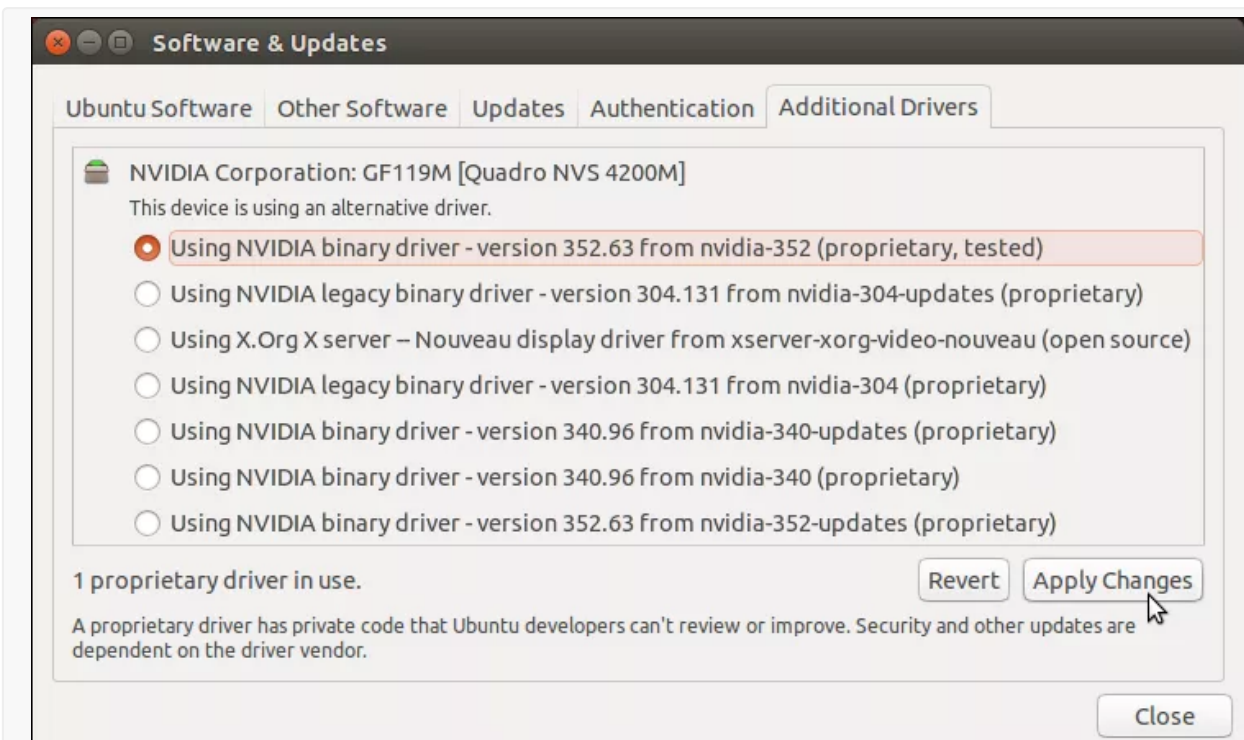 Software & Updates
Ubuntu Software Other Software Updates Authentication Additional Drivers
NVIDIA Corporation: GF119M [Quadro NVS 4200M]
This device is using an alternative driver.
Using NVIDIA binary driver - version 352.63 from nvidia-352 (proprietary, tested)
Using NVIDIA legacy binary driver - version 304.131 from nvidia-304-updates (proprietary)
Using X.Org X server – Nouveau display driver from xserver-xorg-video-nouveau (open source)
Using NVIDIA legacy binary driver - version 304.131 from nvidia-304 (proprietary)
Using NVIDIA binary driver - version 340.96 from nvidia-340-updates (proprietary)
Using NVIDIA binary driver - version 340.96 from nvidia-340 (proprietary)
Using NVIDIA binary driver - version 352.63 from nvidia-352-updates (proprietary)
1 proprietary driver in use. Revert Apply Changes
A proprietary driver has private code that Ubuntu developers can't review or improve. Security and other updates are
dependent on the driver vendor.
Close